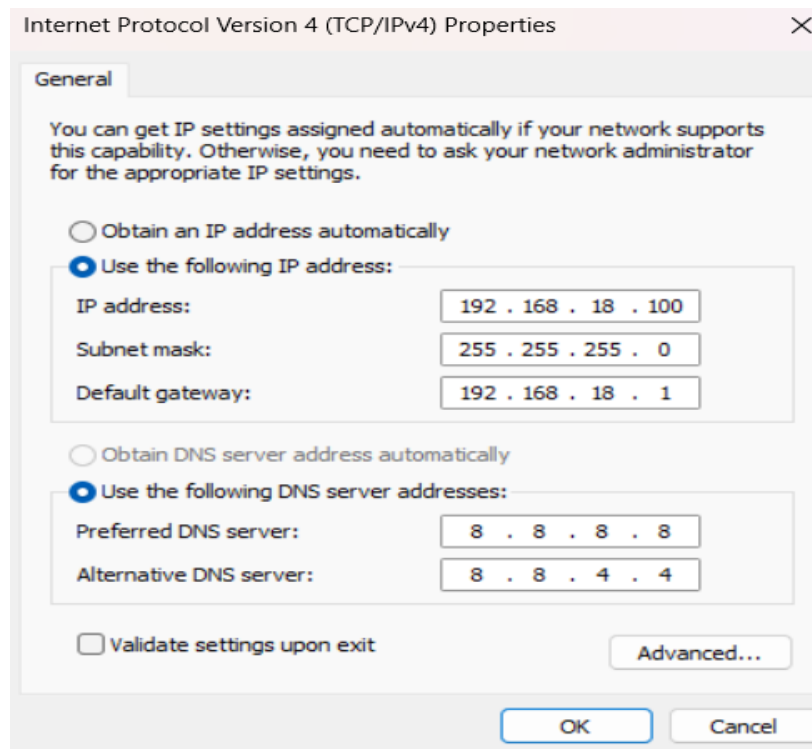 Internet Protocol Version 4 (TCP/IPv4) Properties
General
You can get IP settings assigned automatically if your network supports
this capability. Otherwise, you need to ask your network administrator
for the appropriate IP settings.
Obtain an IP address automatically
Use the following IP address:
IP address: 192 . 168 . 18 . 100
Subnet mask: 255 . 255 . 255 . 0
Default gateway: 192 . 168 . 18 . 1
Obtain DNS server address automatically
Use the following DNS server addresses:
Preferred DNS server: 8 . 8 . 8 . 8
Alternative DNS server: 8 . 8 . 4 . 4
Validate settings upon exit
Advanced...
OK Cancel